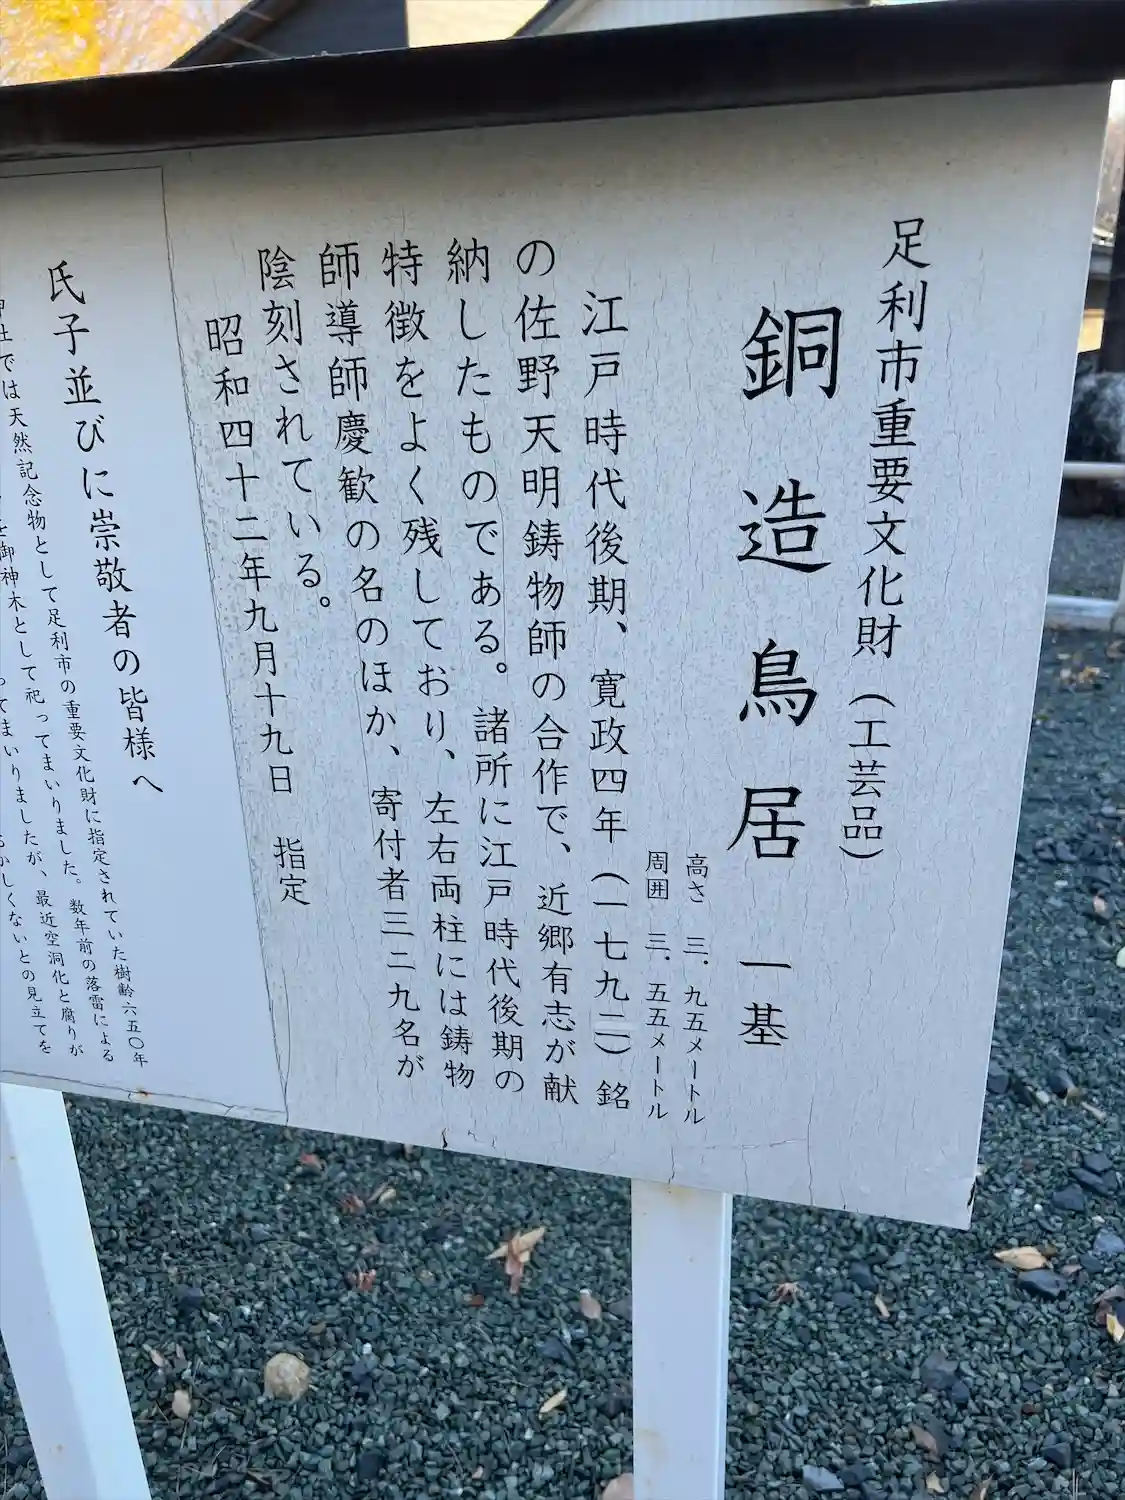 足利市重要文化財（工芸品）
銅造鳥居 一基
高さ 三．九五メートル
周囲 三．五五メートル
江戸時代後期、寛政四年（一七九二）銘
の佐野天明鋳物師の合作で、近郷有志が献
納したものである。諸所に江戸時代後期の
特徴をよく残しており、左右両柱には鋳物
師導師慶歓の名のほか、寄付者三二九名が
陰刻されている。
昭和四十二年九月十九日 指定
氏子並びに崇敬者の皆様へ
神社では天然記念物として足利市の重要文化財に指定されていた樹齢六五〇年
を御神木として祀ってまいりました。数年前の落雷による
ってまいりましたが、最近空洞化と腐りが
おかしくないとの見立てを